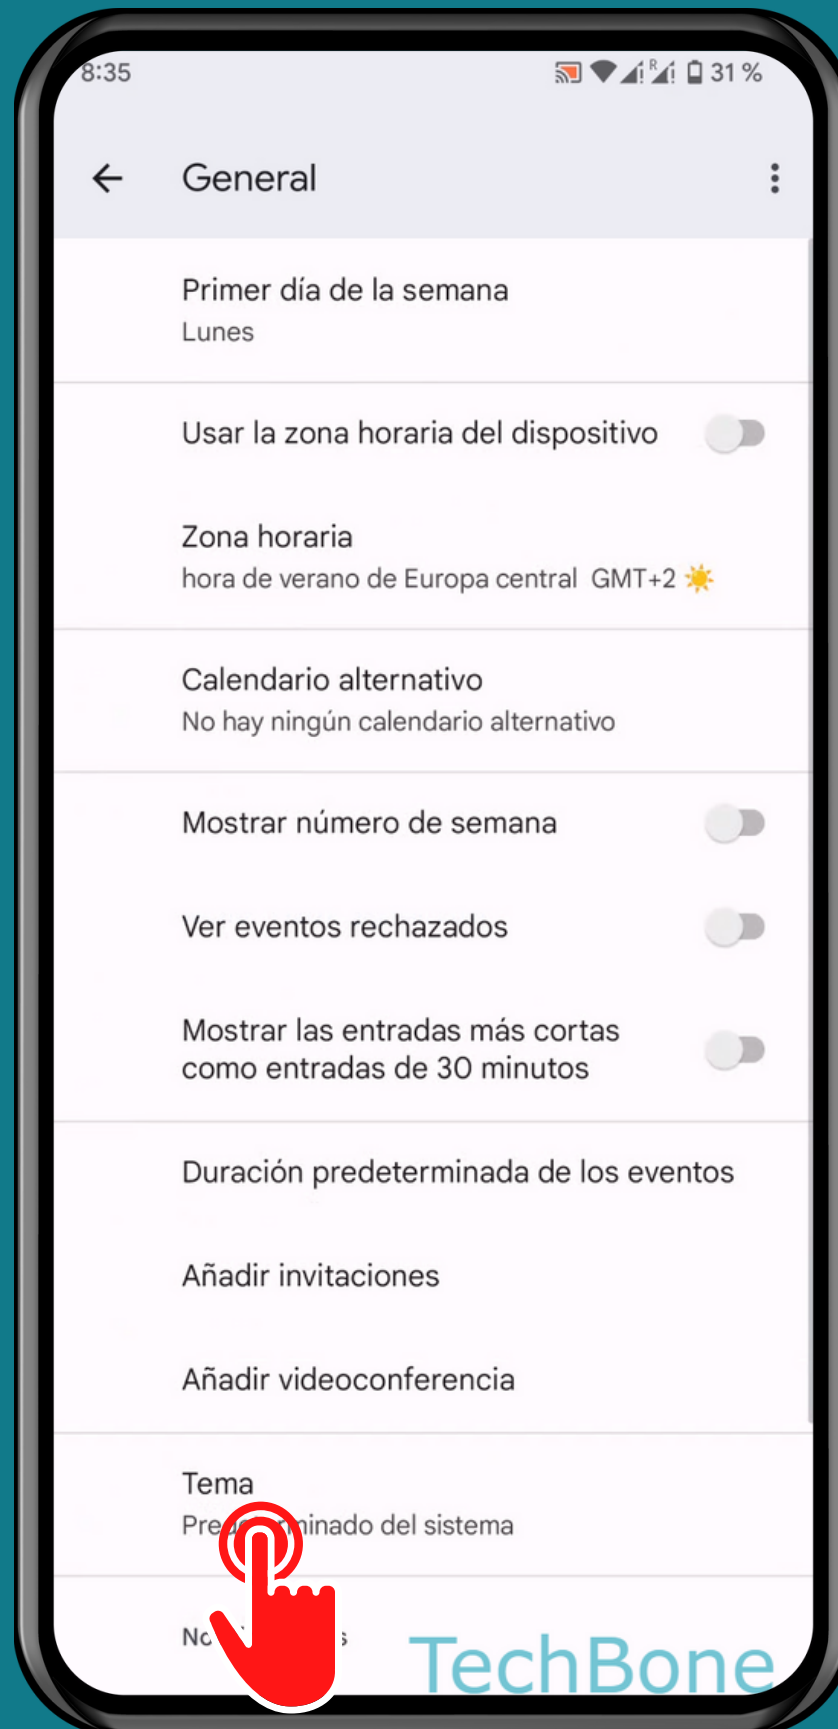 8:35
R
31 %
General
Primer día de la semana
Lunes
Usar la zona horaria del dispositivo
Zona horaria
hora de verano de Europa central GMT+2
Calendario alternativo
No hay ningún calendario alternativo
Mostrar número de semana
Ver eventos rechazados
Mostrar las entradas más cortas
como entradas de 30 minutos
Duración predeterminada de los eventos
Añadir invitaciones
Añadir videoconferencia
Tema
Predeterminado del sistema
TechBone